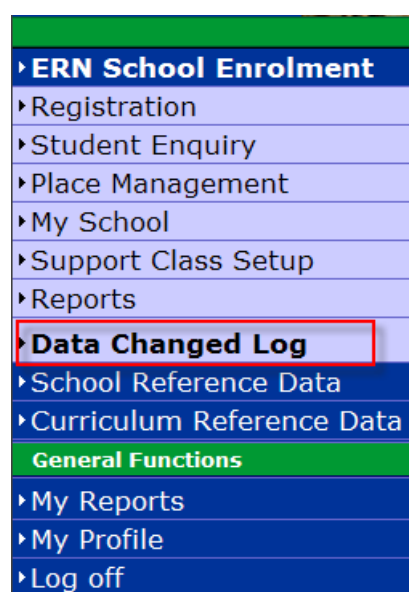 ERN School Enrolment
Registration
Student Enquiry
Place Management
My School
Support Class Setup
Reports
Data Changed Log
School Reference Data
Curriculum Reference Data
General Functions
My Reports
My Profile
Log off